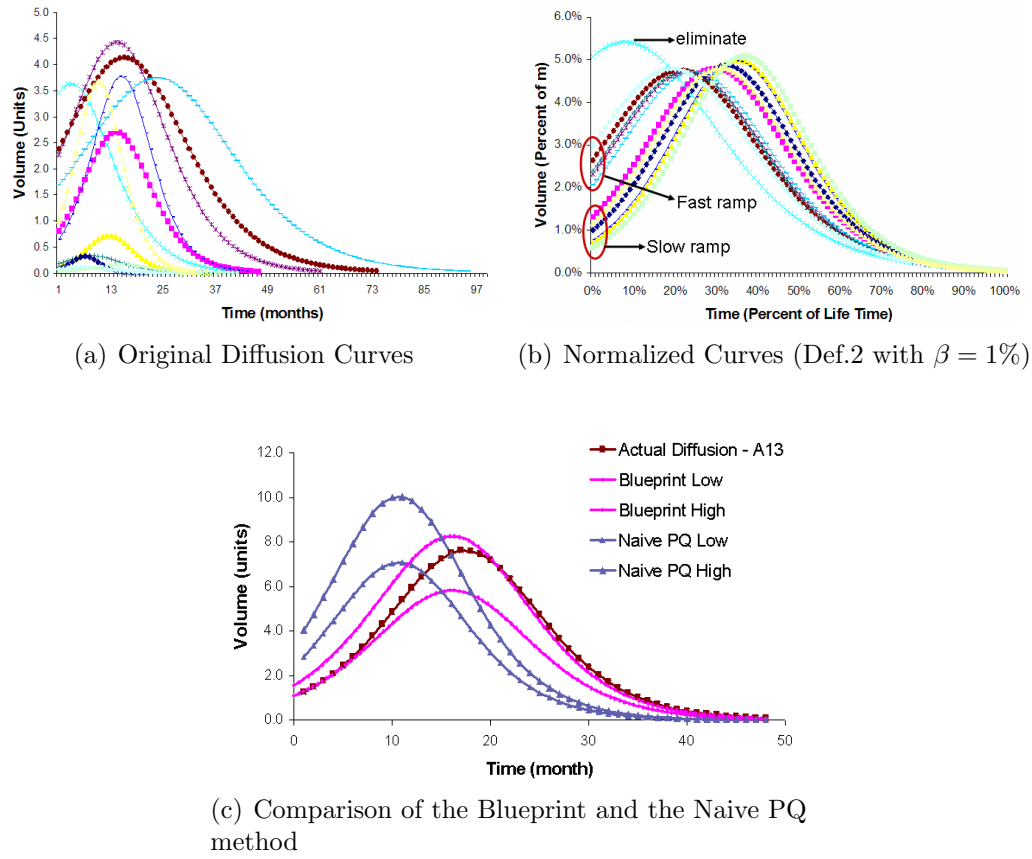 Volume (Units)
5.0
4.5
4.0
3.5
3.0
2.5
2.0
1.5
1.0
0.5
0.0
1 13 25 37 49 61 73 85 97
Time (months)
(a) Original Diffusion Curves
Volume (Percent of m)
6.0%
5.0%
4.0%
3.0%
2.0%
1.0%
0.0%
eliminate
Fast ramp
Slow ramp
0% 10% 20% 30% 40% 50% 60% 70% 80% 90% 100%
Time (Percent of Life Time)
(b) Normalized Curves (Def.2 with β = 1%)
Volume (units)
12.0
10.0
8.0
6.0
4.0
2.0
0.0
0 10 20 30 40 50
Time (month)
Actual Diffusion - A13
Blueprint Low
Blueprint High
Naive PQ Low
Naive PQ High
(c) Comparison of the Blueprint and the Naive PQ
method